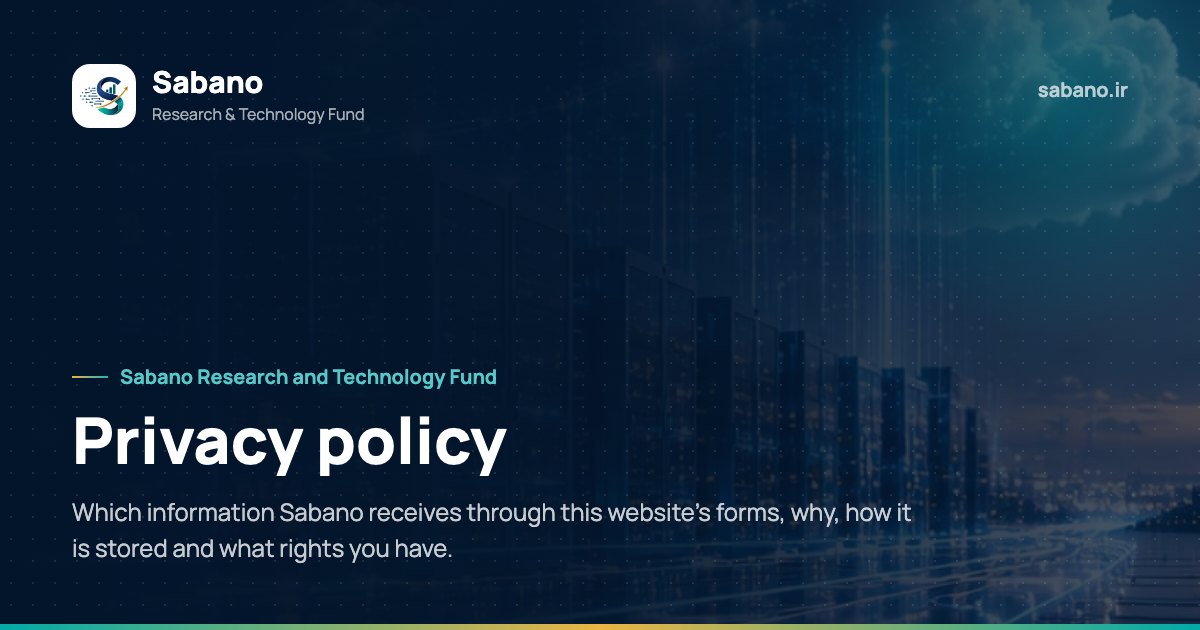 Sabano
Research & Technology Fund
sabano.ir
Sabano Research and Technology Fund
Privacy policy
Which information Sabano receives through this website’s forms, why, how it
is stored and what rights you have.